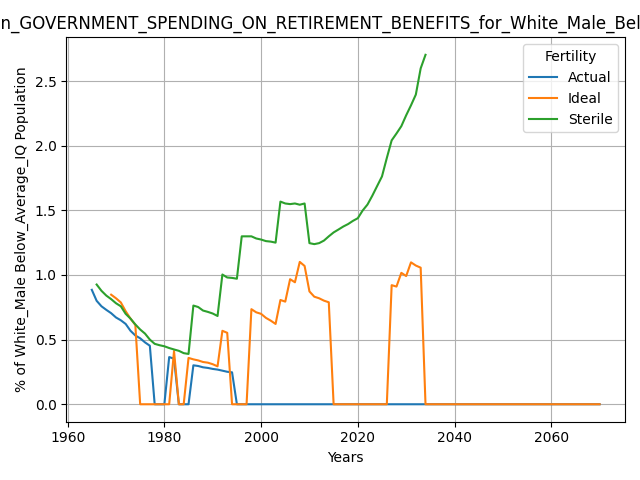 n_GOVERNMENT_SPENDING_ON_RETIREMENT_BENEFITS_for_White_Male_Bel
% of White_Male Below_Average_IQ Population
2.5
2.0
1.5
1.0
0.5
0.0
Fertility
Actual
Ideal
Sterile
1960
1980
2000
2020
2040
2060
Years